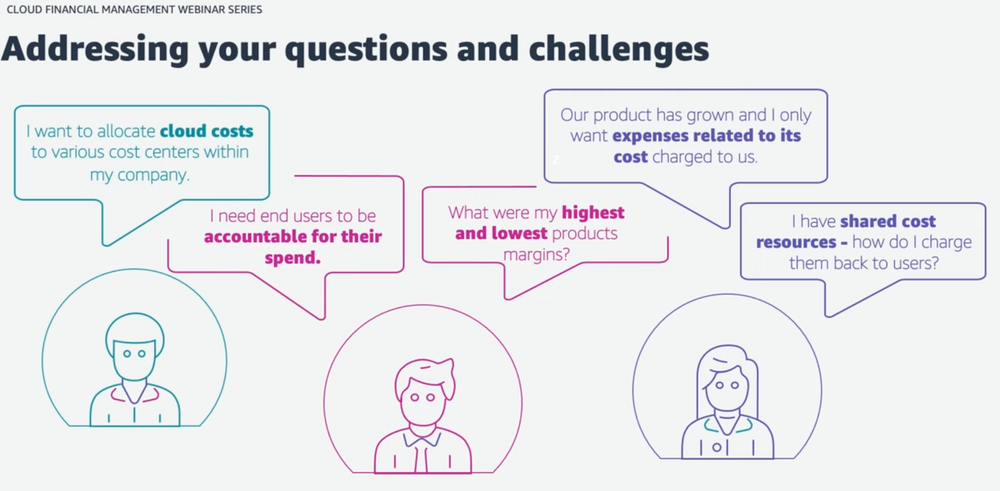 CLOUD FINANCIAL MANAGEMENT WEBINAR SERIES
Addressing your questions and challenges
I want to allocate cloud costs
to various cost centers within
my company.
I need end users to be
accountable for their
spend.
What were my highest
and lowest products
margins?
Our product has grown and I only
want expenses related to its
cost charged to us.
z
I have shared cost
resources - how do I charge
them back to users?